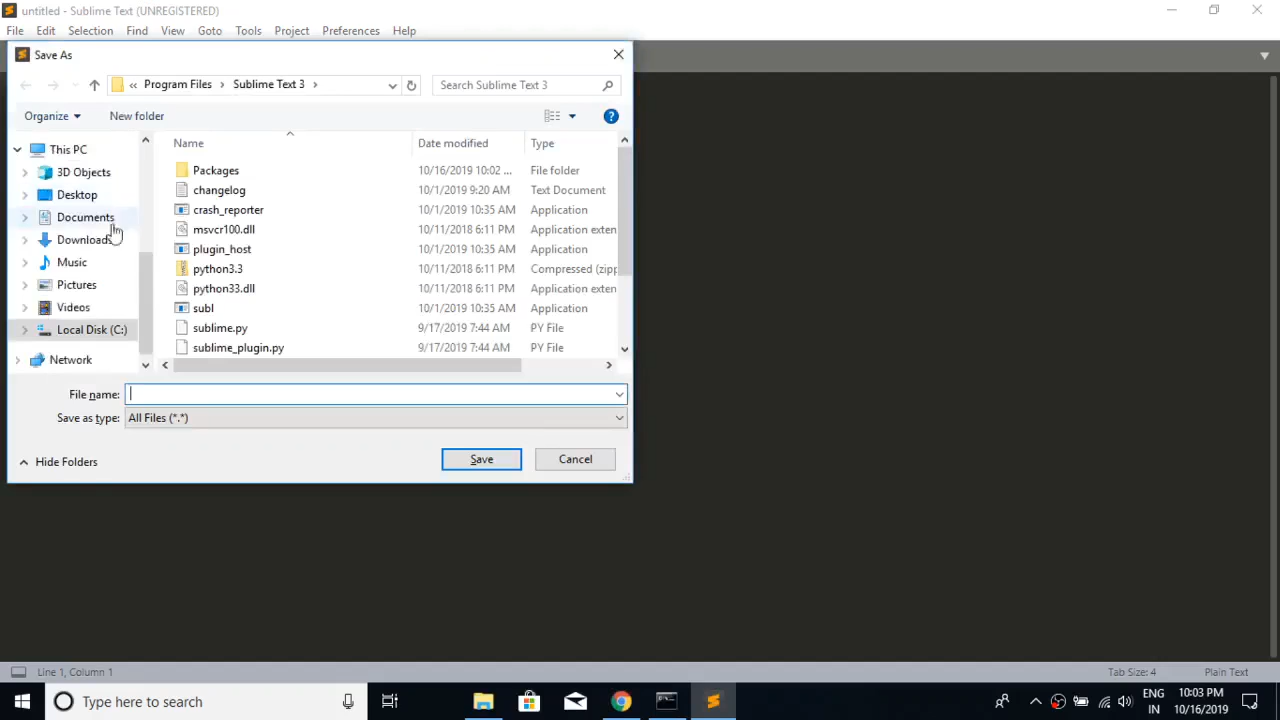 untitled - Sublime Text (UNREGISTERED)
File Edit Selection Find View Goto Tools Project Preferences Help
Save As
« Program Files > Sublime Text 3 > Search Sublime Text 3
Organize New folder
This PC
3D Objects
Desktop
Documents
Downloads
Music
Pictures
Videos
Local Disk (C:)
Network
Name Date modified Type
Packages 10/16/2019 10:02 ... File folder
changelog 10/1/2019 9:20 AM Text Document
crash_reporter 10/1/2019 10:35 AM Application
msvcr100.dll 10/11/2018 6:11 PM Application exten
plugin_host 10/1/2019 10:35 AM Application
python3.3 10/11/2018 6:11 PM Compressed (zipp
python33.dll 10/11/2018 6:11 PM Application exten
subl 10/1/2019 10:35 AM Application
sublime.py 9/17/2019 7:44 AM PY File
sublime_plugin.py 9/17/2019 7:44 AM PY File
File name:
Save as type: All Files (*.*)
Hide Folders Save Cancel
Line 1, Column 1 Tab Size: 4 Plain Text
Type here to search
ENG 10:03 PM
IN 10/16/2019